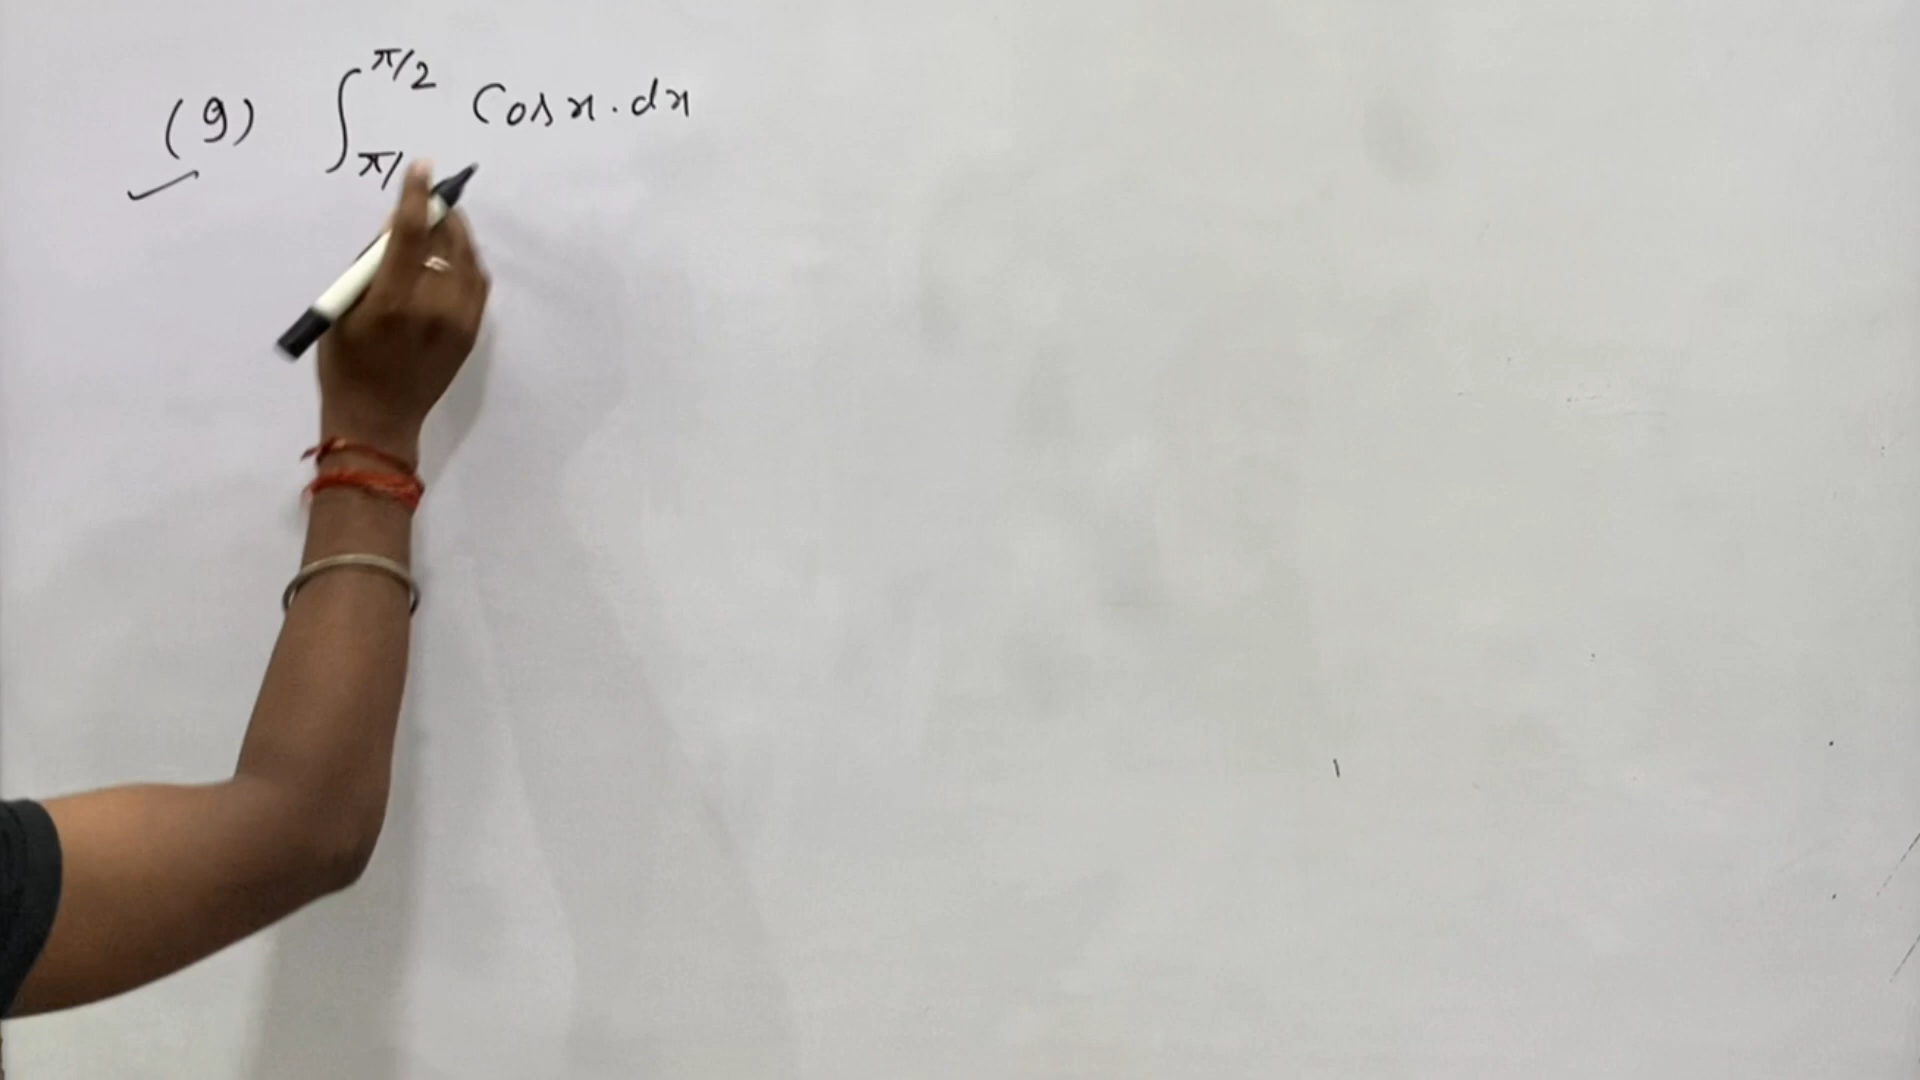 (9) ∫_{π/}^{π/2} Cos x . dx